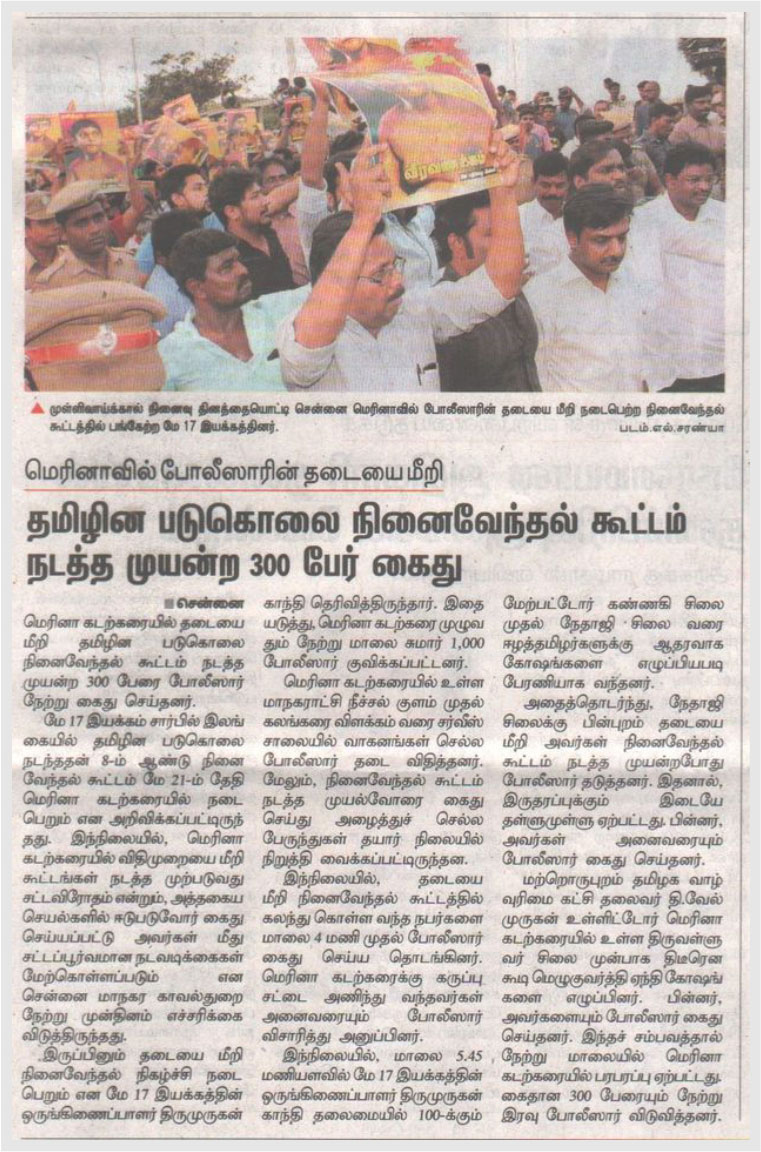 வீரவணக்கம்
▲ முள்ளிவாய்க்கால் நினைவு தினத்தையொட்டி சென்னை மெரினாவில் போலீஸாரின் தடையை மீறி நடைபெற்ற நினைவேந்தல்
கூட்டத்தில் பங்கேற்ற மே 17 இயக்கத்தினர்.
படம்.எல்.சரண்யா
மெரினாவில் போலீஸாரின் தடையை மீறி
தமிழின படுகொலை நினைவேந்தல் கூட்டம்
நடத்த முயன்ற 300 பேர் கைது
■ சென்னை
மெரினா கடற்கரையில் தடையை
மீறி தமிழின படுகொலை
நினைவேந்தல் கூட்டம் நடத்த
முயன்ற 300 பேரை போலீஸார்
நேற்று கைது செய்தனர்.
மே 17 இயக்கம் சார்பில் இலங்
கையில் தமிழின படுகொலை
நடந்ததன் 8-ம் ஆண்டு நினை
வேந்தல் கூட்டம் மே 21-ம் தேதி
மெரினா கடற்கரையில் நடை
பெறும் என அறிவிக்கப்பட்டிருந்
தது. இந்நிலையில், மெரினா
கடற்கரையில் விதிமுறையை மீறி
கூட்டங்கள் நடத்த முற்படுவது
சட்டவிரோதம் என்றும், அத்தகைய
செயல்களில் ஈடுபடுவோர் கைது
செய்யப்பட்டு அவர்கள் மீது
சட்டப்பூர்வமான நடவடிக்கைகள்
மேற்கொள்ளப்படும் என
சென்னை மாநகர காவல்துறை
நேற்று முன்தினம் எச்சரிக்கை
விடுத்திருந்தது.
இருப்பினும் தடையை மீறி
நினைவேந்தல் நிகழ்ச்சி நடை
பெறும் என மே 17 இயக்கத்தின்
ஒருங்கிணைப்பாளர் திருமுருகன்
காந்தி தெரிவித்திருந்தார். இதை
யடுத்து, மெரினா கடற்கரை முழுவ
தும் நேற்று மாலை சுமார் 1,000
போலீஸார் குவிக்கப்பட்டனர்.
மெரினா கடற்கரையில் உள்ள
மாநகராட்சி நீச்சல் குளம் முதல்
கலங்கரை விளக்கம் வரை சர்வீஸ்
சாலையில் வாகனங்கள் செல்ல
போலீஸார் தடை விதித்தனர்.
மேலும், நினைவேந்தல் கூட்டம்
நடத்த முயல்வோரை கைது
செய்து அழைத்துச் செல்ல
பேருந்துகள் தயார் நிலையில்
நிறுத்தி வைக்கப்பட்டிருந்தன.
இந்நிலையில், தடையை
மீறி நினைவேந்தல் கூட்டத்தில்
கலந்து கொள்ள வந்த நபர்களை
மாலை 4 மணி முதல் போலீஸார்
கைது செய்ய தொடங்கினர்.
மெரினா கடற்கரைக்கு கருப்பு
சட்டை அணிந்து வந்தவர்கள்
அனைவரையும் போலீஸார்
விசாரித்து அனுப்பினர்.
இந்நிலையில், மாலை 5.45
மணியளவில் மே 17 இயக்கத்தின்
ஒருங்கிணைப்பாளர் திருமுருகன்
காந்தி தலைமையில் 100-க்கும்
மேற்பட்டோர் கண்ணகி சிலை
முதல் நேதாஜி சிலை வரை
ஈழத்தமிழர்களுக்கு ஆதரவாக
கோஷங்களை எழுப்பியபடி
பேரணியாக வந்தனர்.
அதைத்தொடர்ந்து, நேதாஜி
சிலைக்கு பின்புறம் தடையை
மீறி அவர்கள் நினைவேந்தல்
கூட்டம் நடத்த முயன்றபோது
போலீஸார் தடுத்தனர். இதனால்,
இருதரப்புக்கும் இடையே
தள்ளுமுள்ளு ஏற்பட்டது. பின்னர்,
அவர்கள் அனைவரையும்
போலீஸார் கைது செய்தனர்.
மற்றொருபுறம் தமிழக வாழ்
வுரிமை கட்சி தலைவர் தி.வேல்
முருகன் உள்ளிட்டோர் மெரினா
கடற்கரையில் உள்ள திருவள்ளு
வர் சிலை முன்பாக திடீரென
கூடி மெழுகுவர்த்தி ஏந்தி கோஷங்
களை எழுப்பினர். பின்னர்,
அவர்களையும் போலீஸார் கைது
செய்தனர். இந்தச் சம்பவத்தால்
நேற்று மாலையில் மெரினா
கடற்கரையில் பரபரப்பு ஏற்பட்டது.
கைதான 300 பேரையும் நேற்று
இரவு போலீஸார் விடுவித்தனர்.